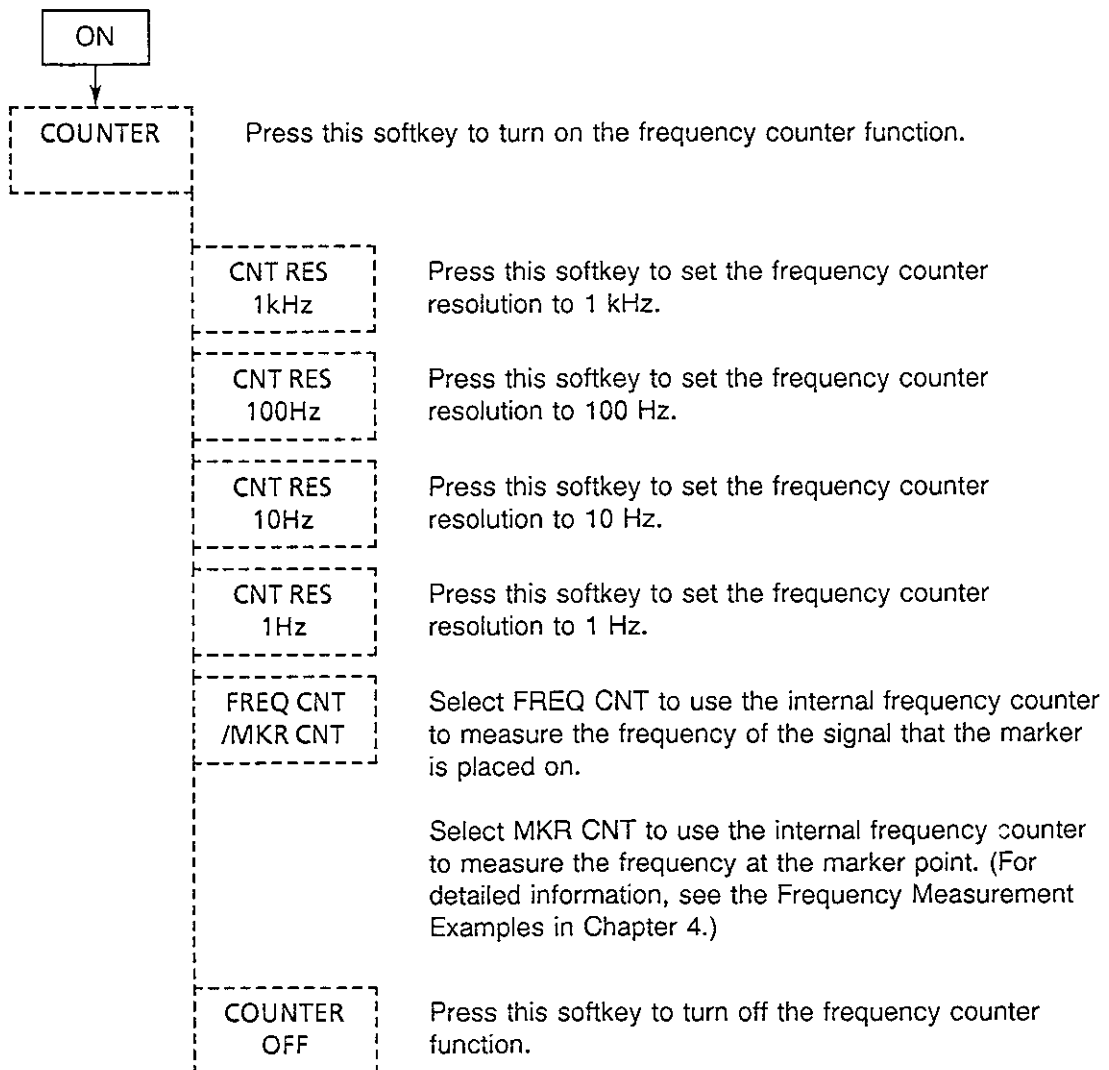 ON
COUNTER
Press this softkey to turn on the frequency counter function.
CNT RES
1kHz
Press this softkey to set the frequency counter
resolution to 1 kHz.
CNT RES
100Hz
Press this softkey to set the frequency counter
resolution to 100 Hz.
CNT RES
10Hz
Press this softkey to set the frequency counter
resolution to 10 Hz.
CNT RES
1Hz
Press this softkey to set the frequency counter
resolution to 1 Hz.
FREQ CNT
/MKR CNT
Select FREQ CNT to use the internal frequency counter
to measure the frequency of the signal that the marker
is placed on.
Select MKR CNT to use the internal frequency counter
to measure the frequency at the marker point. (For
detailed information, see the Frequency Measurement
Examples in Chapter 4.)
COUNTER
OFF
Press this softkey to turn off the frequency counter
function.